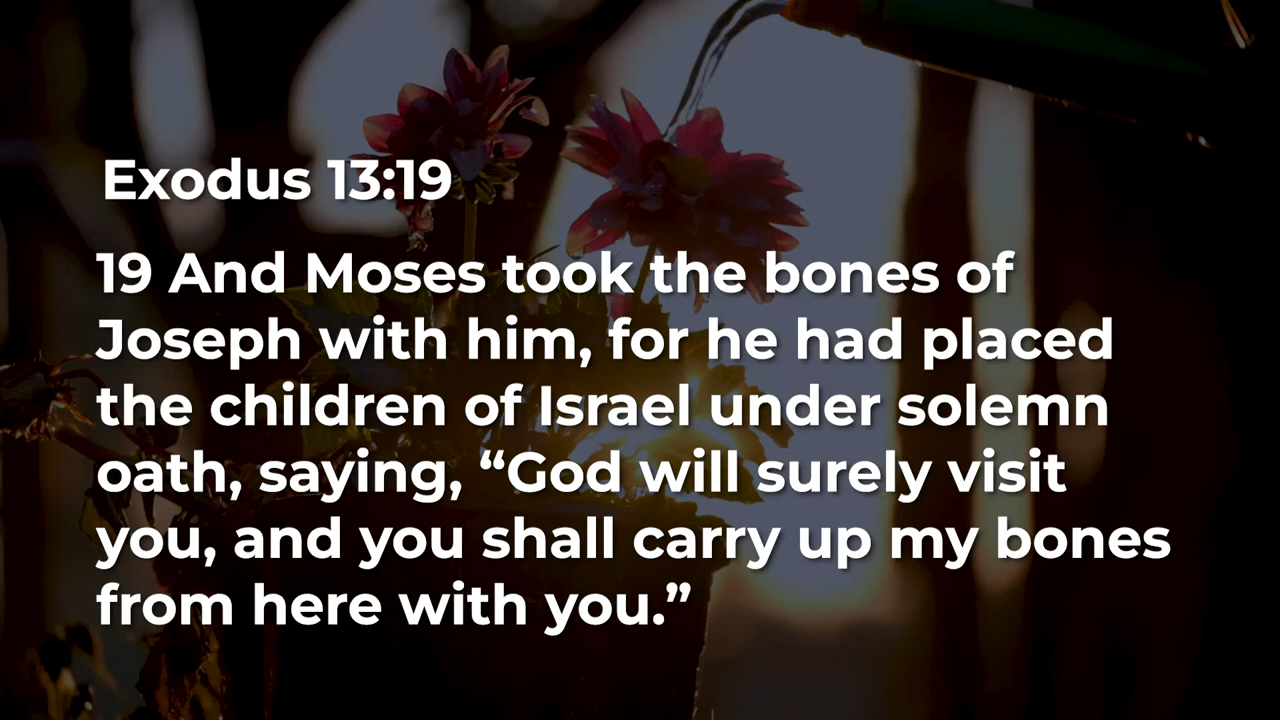 Exodus 13:19
19 And Moses took the bones of
Joseph with him, for he had placed
the children of Israel under solemn
oath, saying, “God will surely visit
you, and you shall carry up my bones
from here with you.”